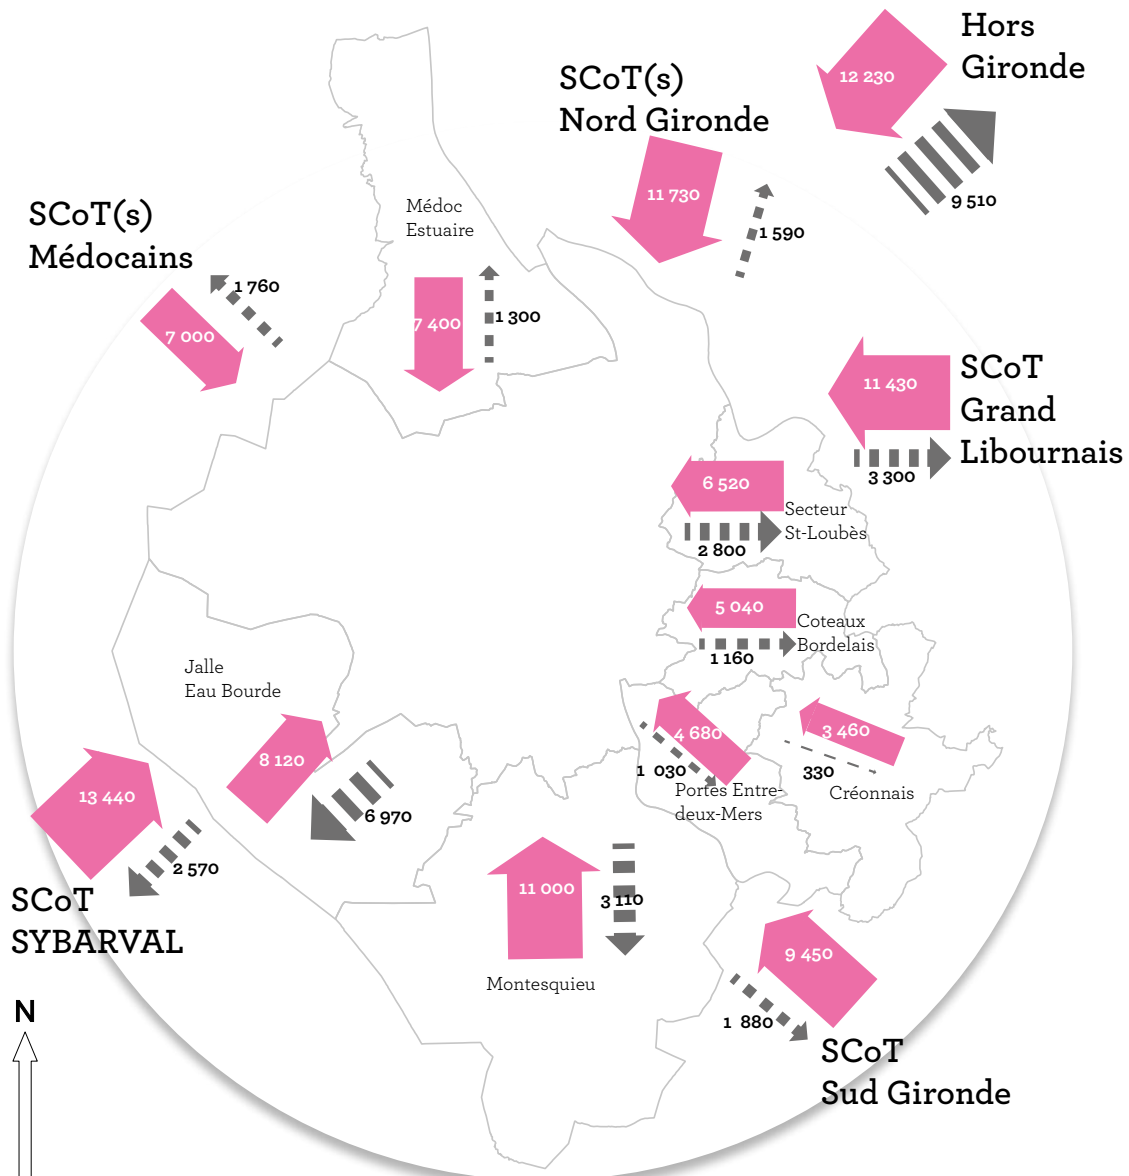 Hors
Gironde
12 230
9 510
SCoT(s)
Nord Gironde
11 730
1 590
SCoT(s)
Médocains
1 760
7 000
Médoc
Estuaire
7 400
1 300
SCoT
Grand
Libournais
11 430
3 300
6 520
Secteur
St-Loubès
2 800
5 040
Coteaux
Bordelais
1 160
Jalle
Eau Bourde
8 120
6 970
4 680
1 030
Portes Entre-
deux-Mers
3 460
330
Créonnais
13 440
2 570
SCoT
SYBARVAL
11 000
3 110
Montesquieu
9 450
1 880
SCoT
Sud Gironde
N